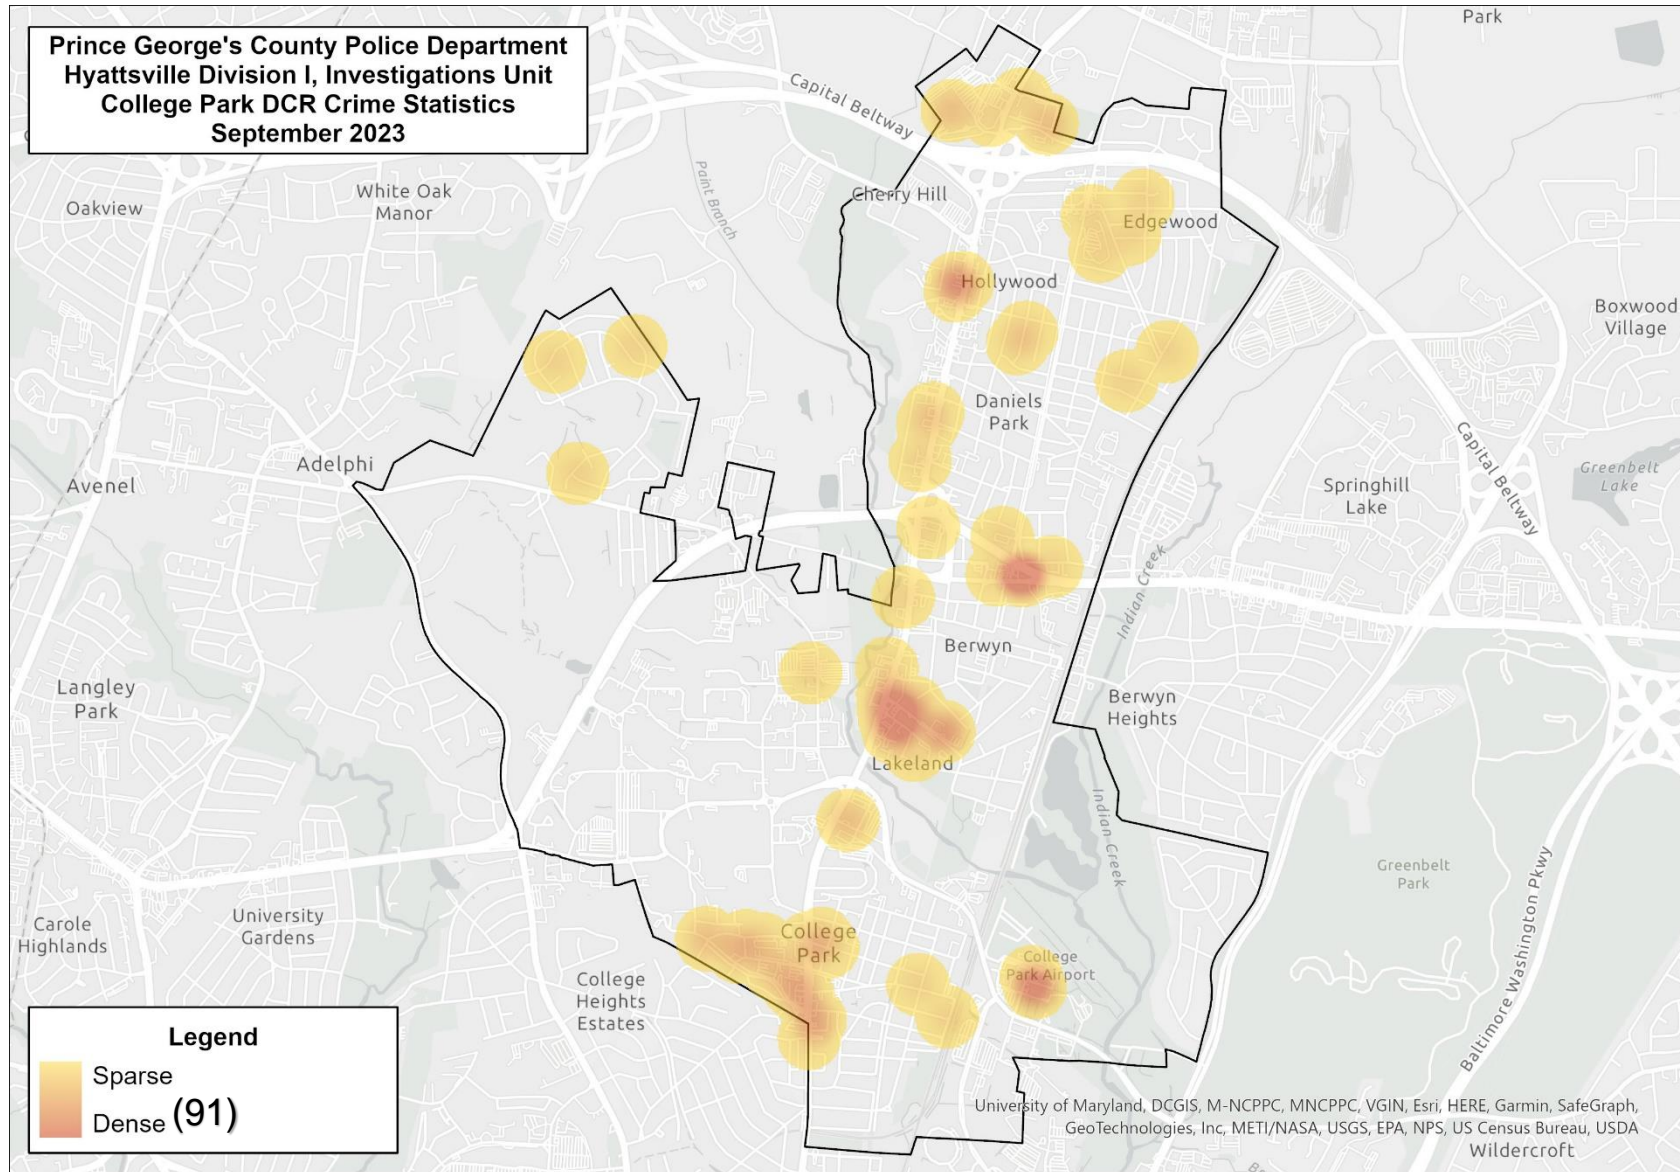 Prince George's County Police Department
Hyattsville Division I, Investigations Unit
College Park DCR Crime Statistics
September 2023
Park
Capital Beltway
Paint Branch
White Oak
Manor
Oakview
Cherry Hill
Edgewood
Hollywood
Boxwood
Village
Daniels
Park
Capital Beltway
Adelphi
Avenel
Springhill
Lake
Greenbelt
Lake
Indian Creek
Berwyn
Langley
Park
Berwyn
Heights
Lakeland
Indian Creek
Greenbelt
Park
Baltimore Washington Pkwy
Carole
Highlands
University
Gardens
College
Park
College
Park Airport
College
Heights
Estates
Legend
Sparse
Dense (91)
University of Maryland, DCGIS, M-NCPPC, MNCPPC, VGIN, Esri, HERE, Garmin, SafeGraph,
GeoTechnologies, Inc, METI/NASA, USGS, EPA, NPS, US Census Bureau, USDA
Wildercroft